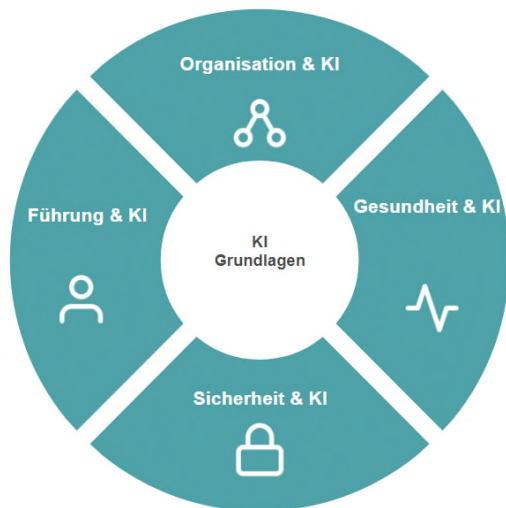 Organisation & KI
Gesundheit & KI
Führung & KI
KI
Grundlagen
Sicherheit & KI